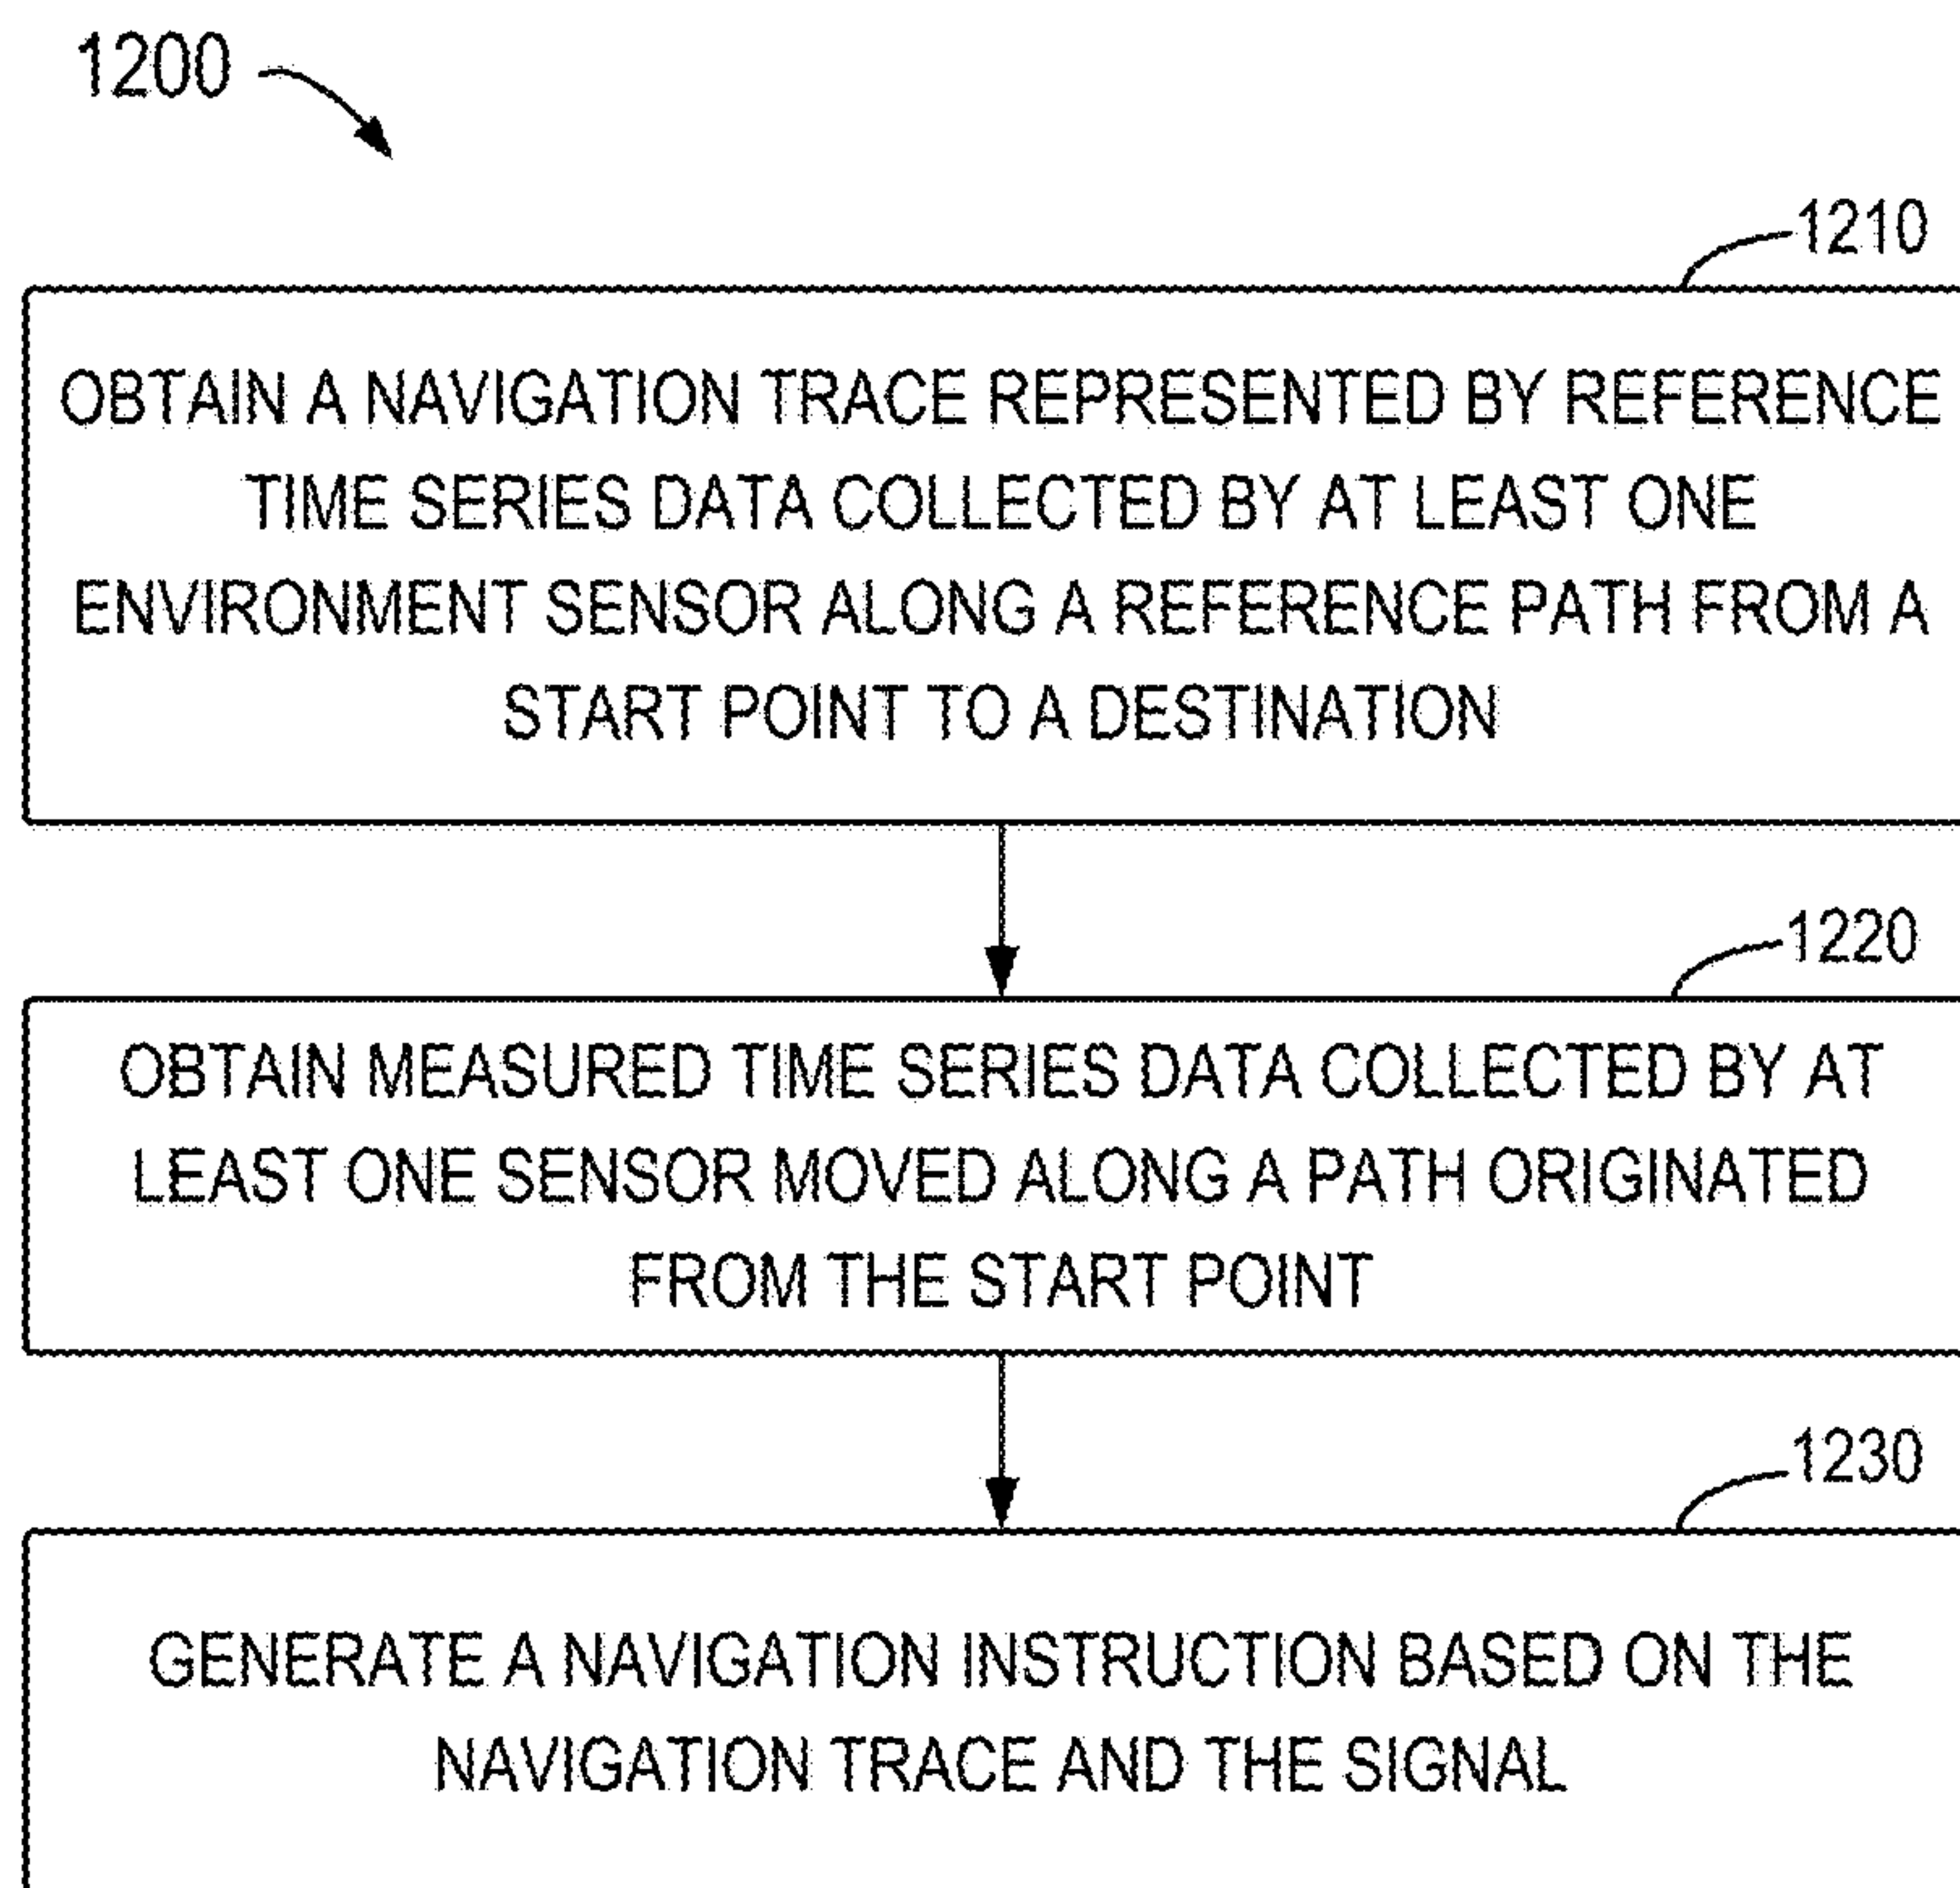 1200
1210
OBTAIN A NAVIGATION TRACE REPRESENTED BY REFERENCE
TIME SERIES DATA COLLECTED BY AT LEAST ONE
ENVIRONMENT SENSOR ALONG A REFERENCE PATH FROM A
START POINT TO A DESTINATION
1220
OBTAIN MEASURED TIME SERIES DATA COLLECTED BY AT
LEAST ONE SENSOR MOVED ALONG A PATH ORIGINATED
FROM THE START POINT
1230
GENERATE A NAVIGATION INSTRUCTION BASED ON THE
NAVIGATION TRACE AND THE SIGNAL